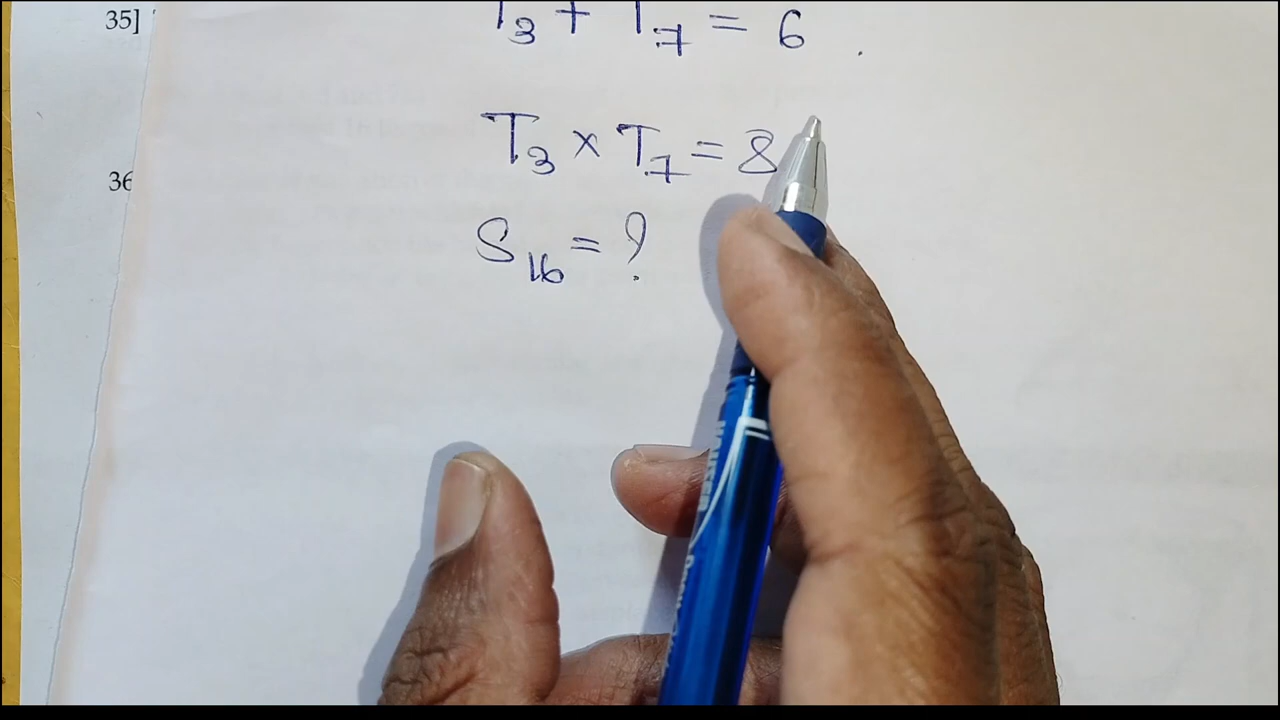 35]
T3 + T7 = 6 .
T3 × T7 = 8
36
S16 = ?